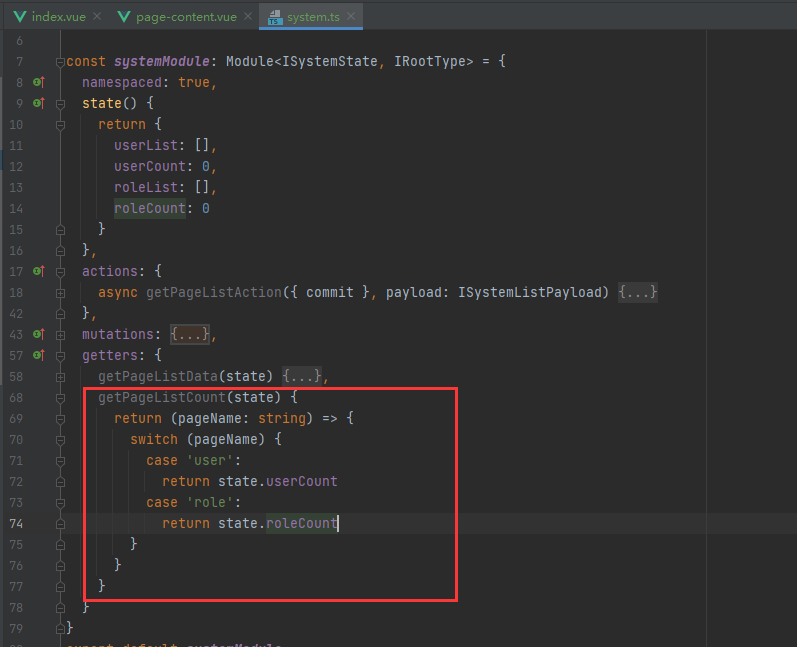 index.vue × page-content.vue × system.ts ×
6
7 const systemModule: Module<ISystemState, IRootType> = {
8 namespaced: true,
9 state() {
10 return {
11 userList: [],
12 userCount: 0,
13 roleList: [],
14 roleCount: 0
15 }
16 },
17 actions: {
18 async getPageListAction({ commit }, payload: ISystemListPayload) {...}
42 },
43 mutations: {...},
57 getters: {
58 getPageListData(state) {...},
68 getPageListCount(state) {
69 return (pageName: string) => {
70 switch (pageName) {
71 case 'user':
72 return state.userCount
73 case 'role':
74 return state.roleCount
75 }
76 }
77 }
78 }
79 }
export default systemModule